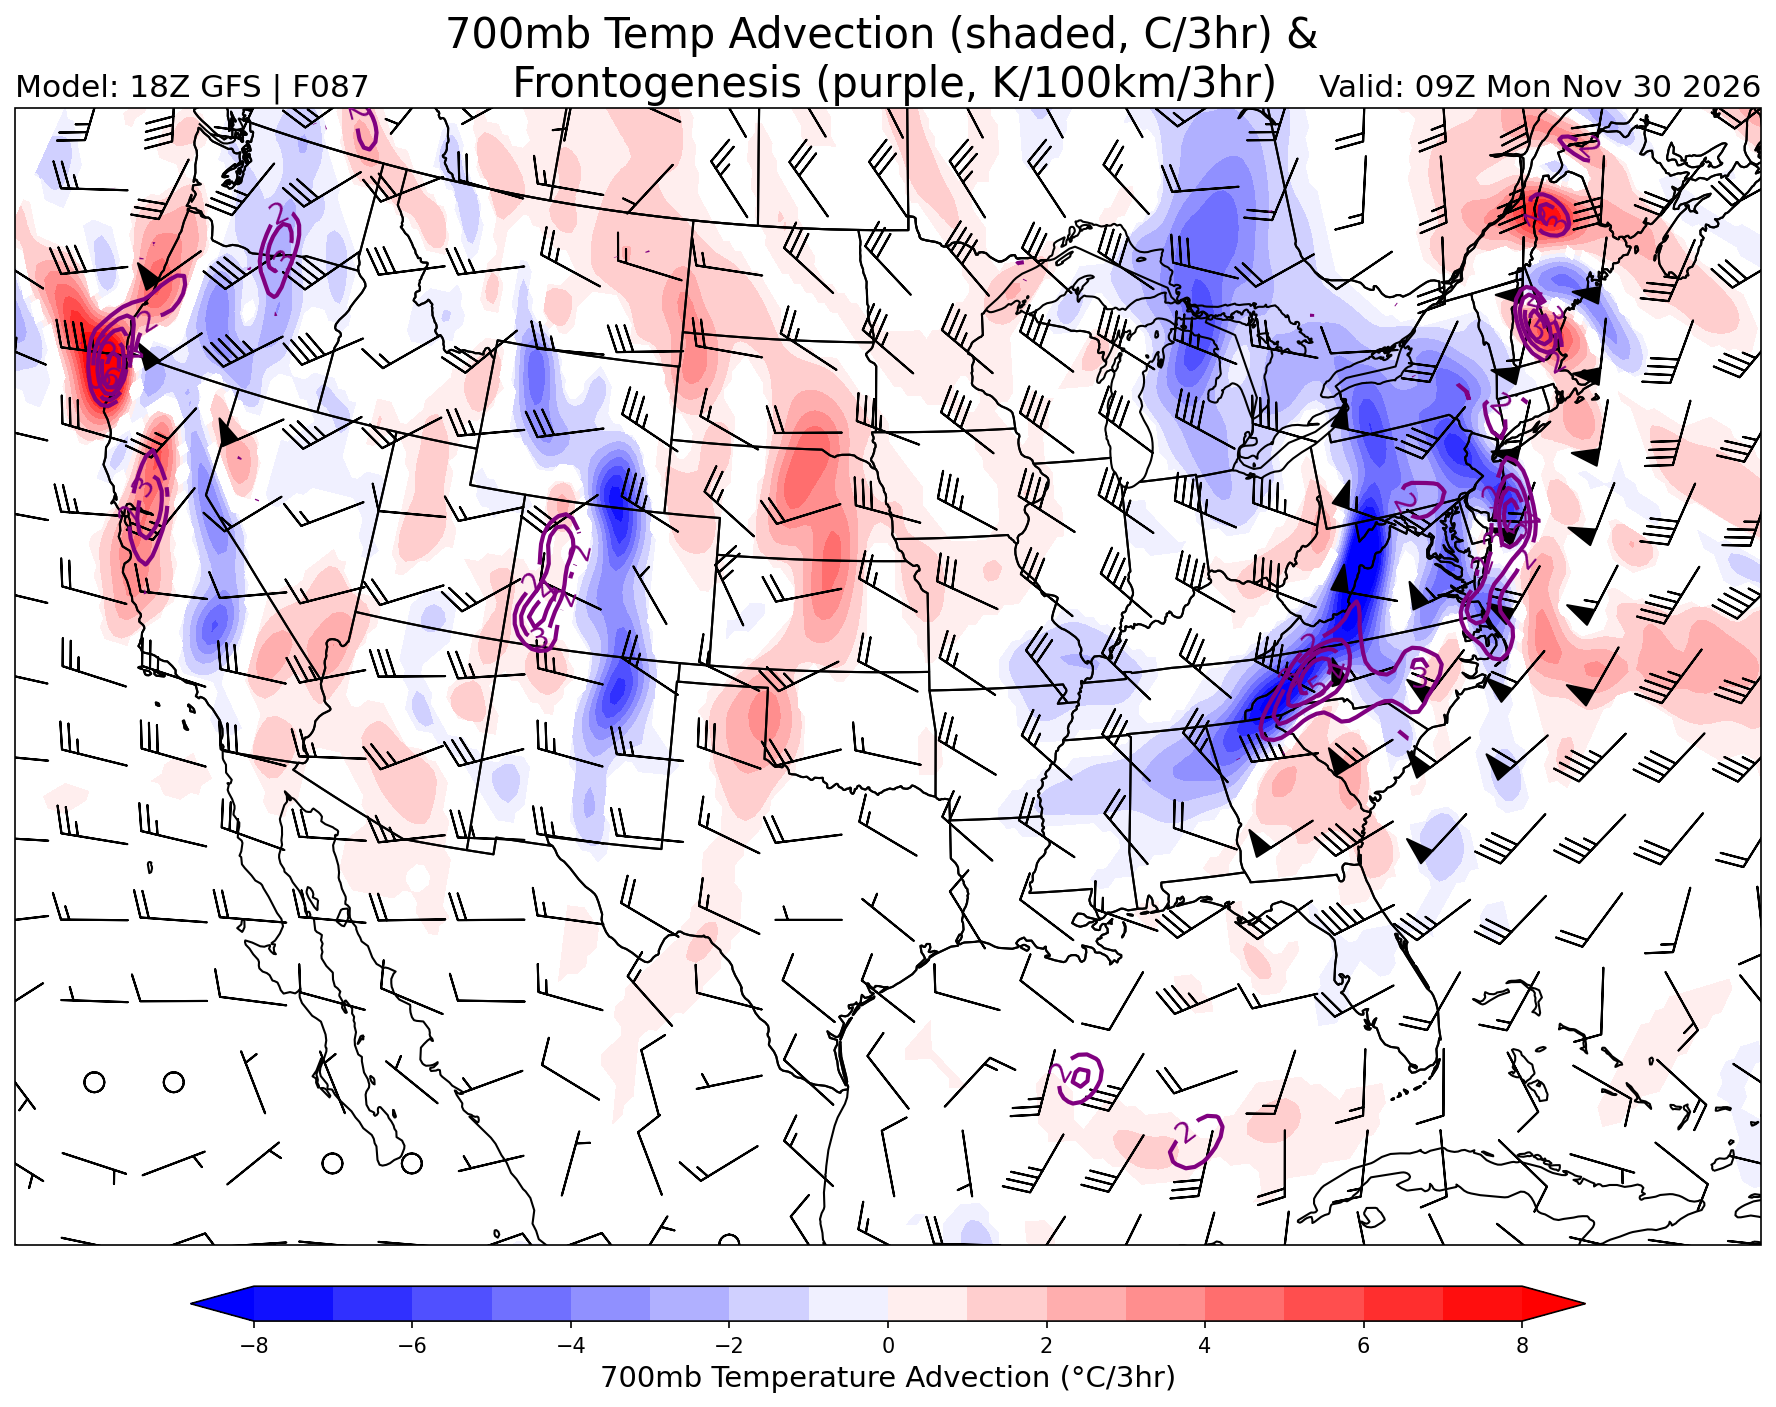 700mb Temp Advection (shaded, C/3hr) &
Frontogenesis (purple, K/100km/3hr)
Model: 18Z GFS | F087
Valid: 09Z Mon Nov 30 2026
−8 −6 −4 −2 0 2 4 6 8
700mb Temperature Advection (°C/3hr)